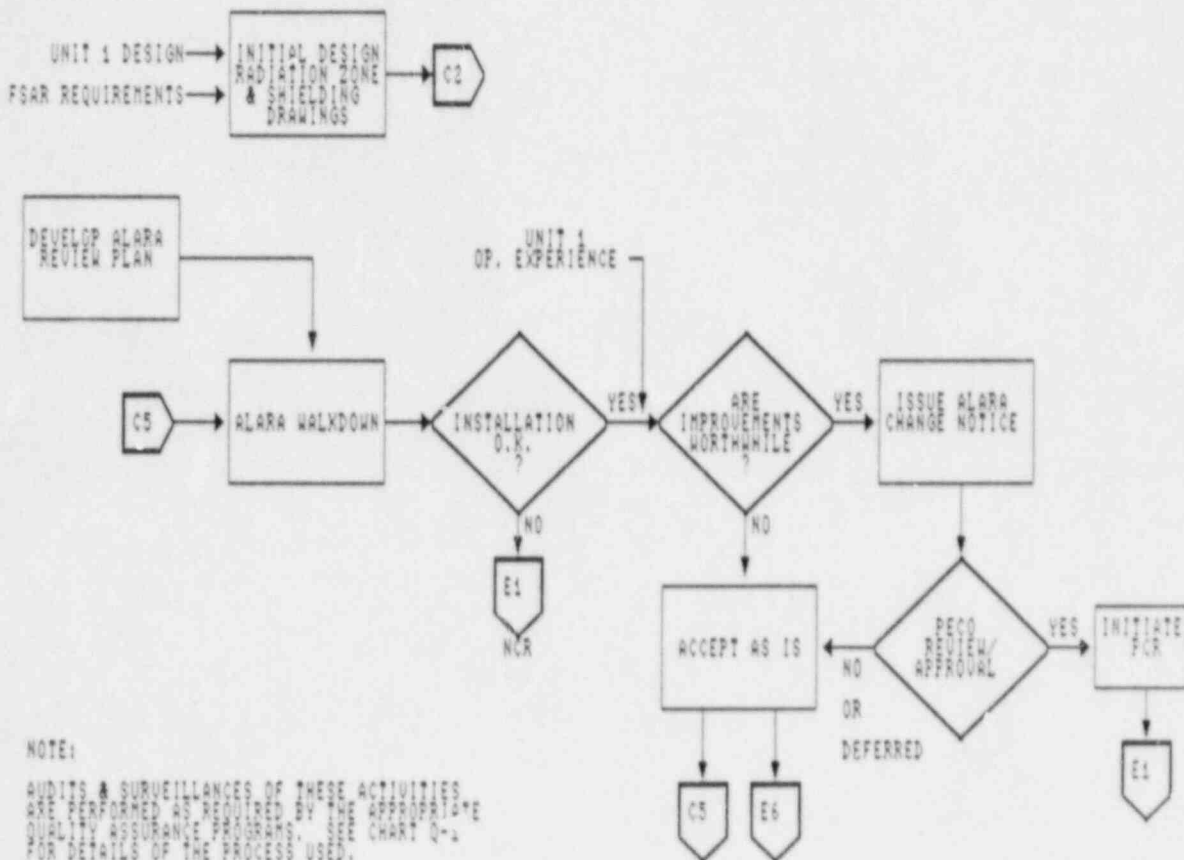 UNIT 1 DESIGN
FSAR REQUIREMENTS
INITIAL DESIGN
RADIATION ZONE
& SHIELDING
DRAWINGS
C2
DEVELOP ALARA
REVIEW PLAN
UNIT 1
OP. EXPERIENCE
C5
ALARA WALKDOWN
INSTALLATION
O.K.
?
YES
NO
E1
NCR
ARE
IMPROVEMENTS
WORTHWHILE
?
YES
NO
ISSUE ALARA
CHANGE NOTICE
ACCEPT AS IS
C5
E6
PECO
REVIEW/
APPROVAL
NO
OR
DEFERRED
YES
INITIATE
E1
NOTE:
AUDITS & SURVEILLANCES OF THESE ACTIVITIES
ARE PERFORMED AS REQUIRED BY THE APPROPRIATE
QUALITY ASSURANCE PROGRAMS. SEE CHART
FOR DETAILS OF THE PROCESS USED.